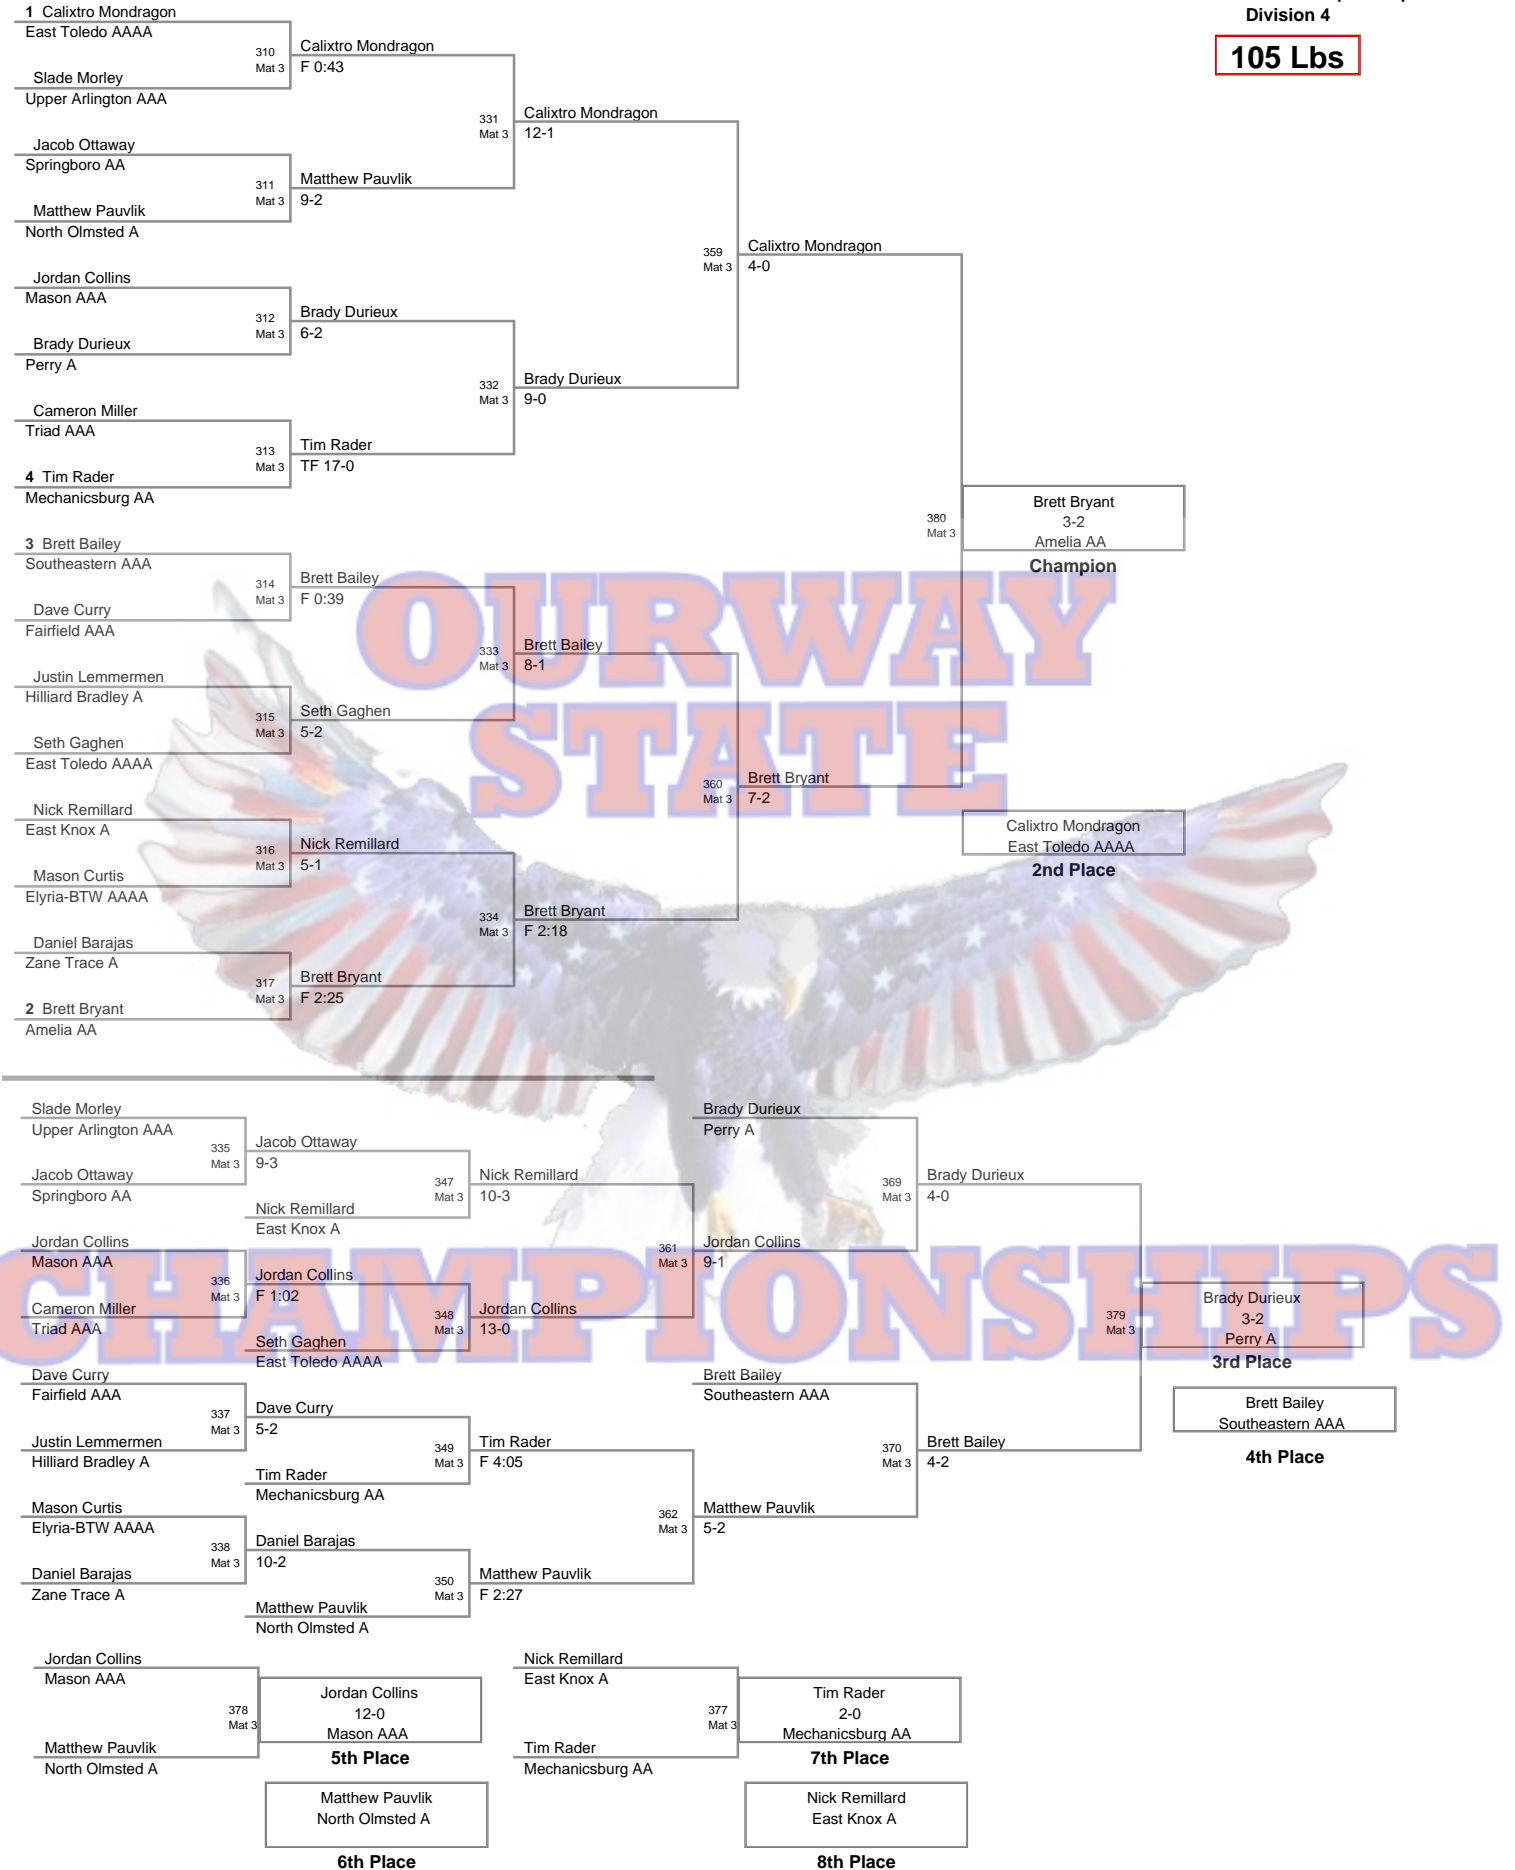 Division 4
105 Lbs
1 Calixtro Mondragon
East Toledo AAAA
310
Mat 3
Calixtro Mondragon
F 0:43
Slade Morley
Upper Arlington AAA
331
Mat 3
Calixtro Mondragon
12-1
Jacob Ottaway
Springboro AA
311
Mat 3
Matthew Pauvlik
9-2
Matthew Pauvlik
North Olmsted A
359
Mat 3
Calixtro Mondragon
4-0
Jordan Collins
Mason AAA
312
Mat 3
Brady Durieux
6-2
Brady Durieux
Perry A
332
Mat 3
Brady Durieux
9-0
Cameron Miller
Triad AAA
313
Mat 3
Tim Rader
TF 17-0
4 Tim Rader
Mechanicsburg AA
380
Mat 3
Brett Bryant
3-2
Amelia AA
Champion
3 Brett Bailey
Southeastern AAA
314
Mat 3
Brett Bailey
F 0:39
Dave Curry
Fairfield AAA
OURWAY
STATE
333
Mat 3
Brett Bailey
8-1
Justin Lemmermen
Hilliard Bradley A
315
Mat 3
Seth Gaghen
5-2
Seth Gaghen
East Toledo AAAA
360
Mat 3
Brett Bryant
7-2
Nick Remillard
East Knox A
316
Mat 3
Nick Remillard
5-1
Mason Curtis
Elyria-BTW AAAA
Calixtro Mondragon
East Toledo AAAA
2nd Place
334
Mat 3
Brett Bryant
F 2:18
Daniel Barajas
Zane Trace A
317
Mat 3
Brett Bryant
F 2:25
2 Brett Bryant
Amelia AA
Slade Morley
Upper Arlington AAA
335
Mat 3
Jacob Ottaway
9-3
Jacob Ottaway
Springboro AA
347
Mat 3
Nick Remillard
10-3
Nick Remillard
East Knox A
Brady Durieux
Perry A
369
Mat 3
Brady Durieux
4-0
Jordan Collins
Mason AAA
336
Mat 3
Jordan Collins
F 1:02
Cameron Miller
Triad AAA
361
Mat 3
Jordan Collins
9-1
CHAMPIONSHIPS
348
Mat 3
Jordan Collins
13-0
Seth Gaghen
East Toledo AAAA
379
Mat 3
Brady Durieux
3-2
Perry A
3rd Place
Dave Curry
Fairfield AAA
337
Mat 3
Dave Curry
5-2
Justin Lemmermen
Hilliard Bradley A
349
Mat 3
Tim Rader
F 4:05
Tim Rader
Mechanicsburg AA
Brett Bailey
Southeastern AAA
370
Mat 3
Brett Bailey
4-2
Brett Bailey
Southeastern AAA
4th Place
Mason Curtis
Elyria-BTW AAAA
338
Mat 3
Daniel Barajas
10-2
Daniel Barajas
Zane Trace A
362
Mat 3
Matthew Pauvlik
5-2
350
Mat 3
Matthew Pauvlik
F 2:27
Matthew Pauvlik
North Olmsted A
Jordan Collins
Mason AAA
378
Mat 3
Jordan Collins
12-0
Mason AAA
5th Place
Matthew Pauvlik
North Olmsted A
Matthew Pauvlik
North Olmsted A
6th Place
Nick Remillard
East Knox A
377
Mat 3
Tim Rader
2-0
Mechanicsburg AA
7th Place
Tim Rader
Mechanicsburg AA
Nick Remillard
East Knox A
8th Place